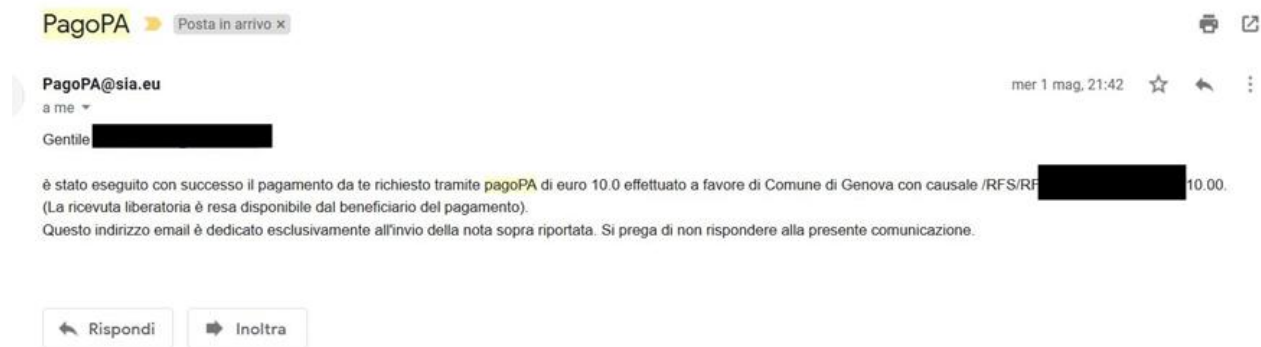 PagoPA Posta in arrivo ×
PagoPA@sia.eu mer 1 mag, 21:42
a me
Gentile
è stato eseguito con successo il pagamento da te richiesto tramite pagoPA di euro 10.0 effettuato a favore di Comune di Genova con causale /RFS/RF 10.00.
(La ricevuta liberatoria è resa disponibile dal beneficiario del pagamento).
Questo indirizzo email è dedicato esclusivamente all'invio della nota sopra riportata. Si prega di non rispondere alla presente comunicazione.
Rispondi Inoltra